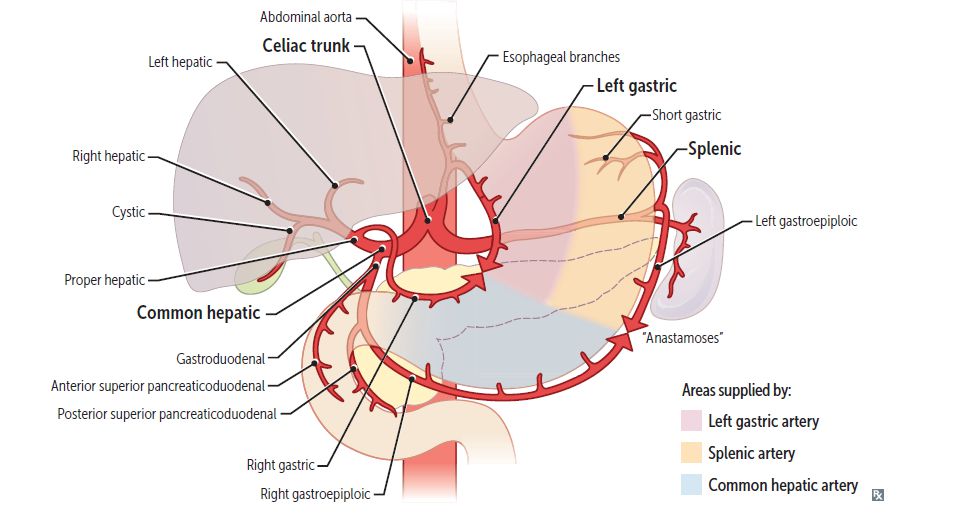 Abdominal aorta
Celiac trunk
Left hepatic
Esophageal branches
Left gastric
Short gastric
Splenic
Right hepatic
Cystic
Left gastroepiploic
Proper hepatic
Common hepatic
"Anastamoses"
Gastroduodenal
Anterior superior pancreaticoduodenal
Posterior superior pancreaticoduodenal
Right gastric
Right gastroepiploic
Areas supplied by:
Left gastric artery
Splenic artery
Common hepatic artery
Rx